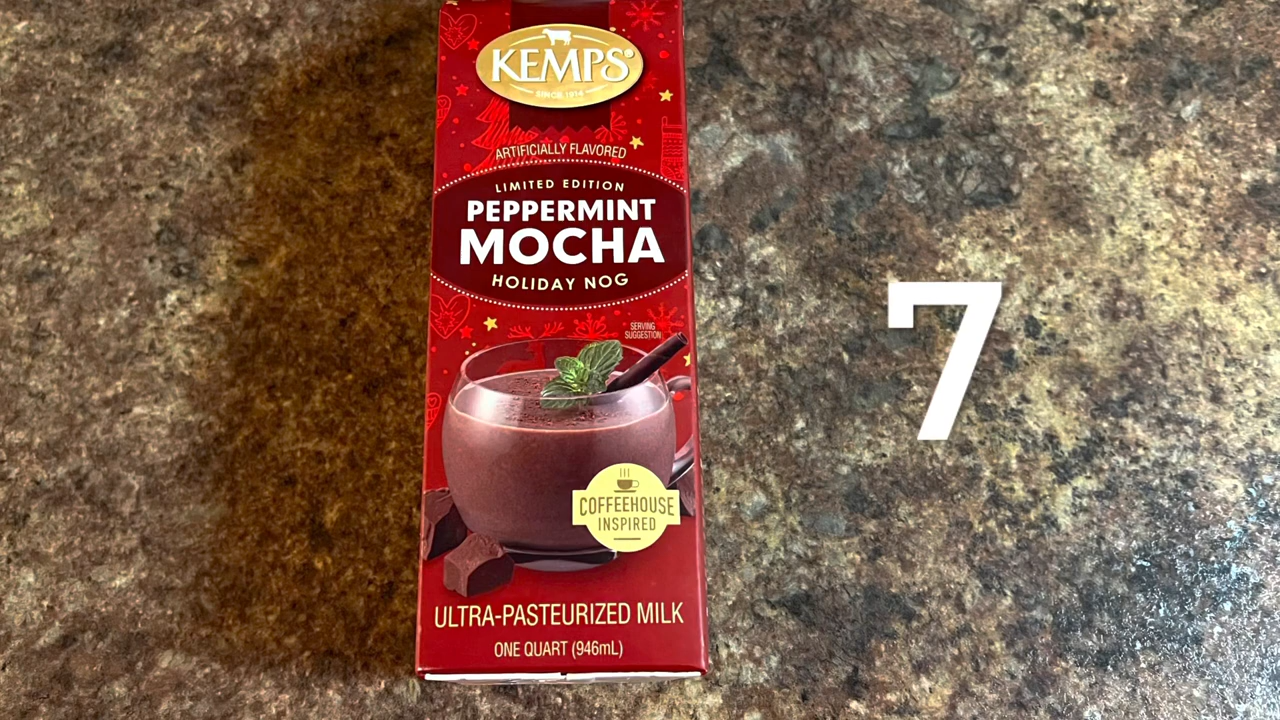 KEMPS
SINCE 1914
ARTIFICIALLY FLAVORED
LIMITED EDITION
PEPPERMINT
MOCHA
HOLIDAY NOG
SERVING
SUGGESTION
7
COFFEEHOUSE
INSPIRED
ULTRA-PASTEURIZED MILK
ONE QUART (946mL)